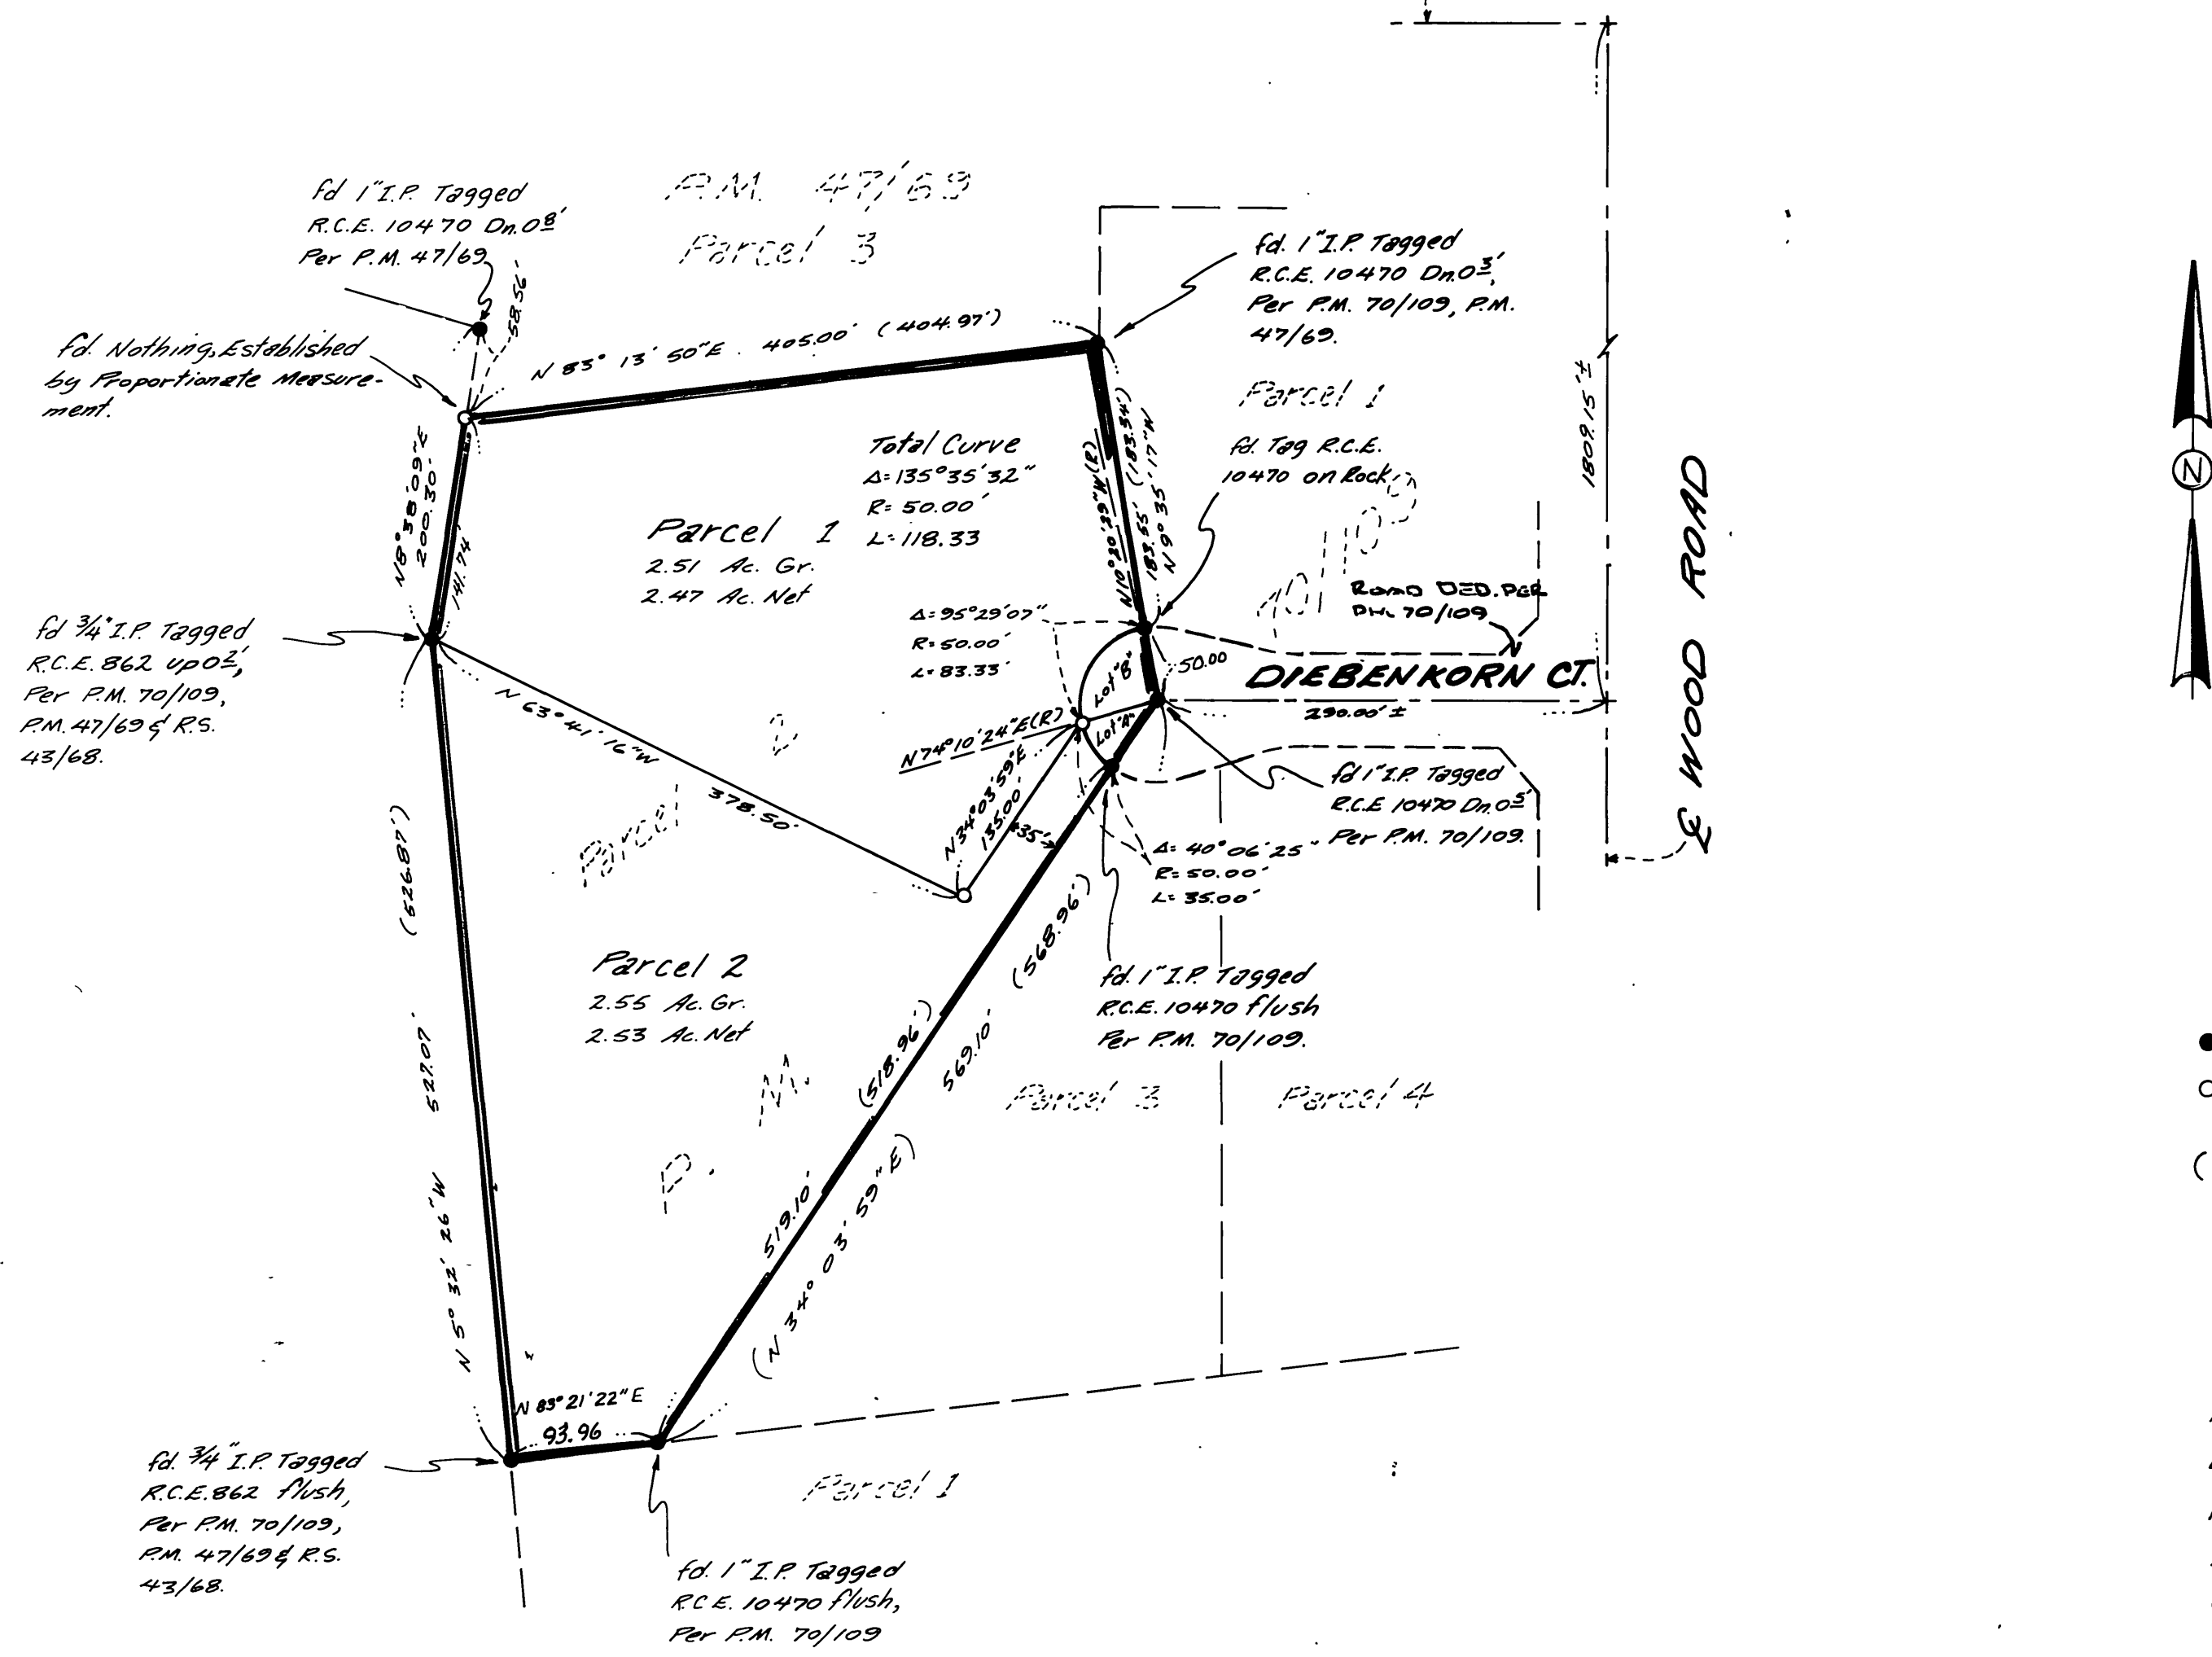 fd 1" I.P. Tagged
R.C.E. 10470 Dn. 0.8'
Per P.M. 47/69
P.M. 47/69
Parcel 3
fd. 1" I.P. Tagged
R.C.E. 10470 Dn. 0.3',
Per P.M. 70/109, P.M.
47/69.
58.56'
fd. Nothing, Established
by Proportionate Measure-
ment.
N 83° 13' 50" E 405.00' (404.97')
Parcel 1
fd. Tag R.C.E.
10470 on Rock
1809.15' ±
N 8° 38' 09" E
200.30'
141.74'
Total Curve
Δ=135°35'32"
R=50.00'
L=118.33
Parcel 1
2.51 Ac. Gr.
2.47 Ac. Net
183.55' (183.54')
N 9° 35' 17" W
70/109
ROAD DED. PER
P.M. 70/109
Δ=95°29'07"
R=50.00'
L=83.33'
fd 3/4" I.P. Tagged
R.C.E. 862 up 0.2',
Per P.M. 70/109,
P.M. 47/69 & R.S.
43/68.
Lot "B"
50.00
DIEBENKORN CT.
290.00' ±
℄ WOOD ROAD
N
N 63° 41' 16" W
378.50'
N 74°10'24" E (R)
Lot "A"
N 34°03'59" E
135.00'
35'
fd 1" I.P. Tagged
R.C.E 10470 Dn. 0.5'
Per P.M. 70/109.
Δ=40°06'25"
R=50.00'
L=35.00'
Parcel 2
P. M.
(526.87')
527.07'
N 5° 32' 26" W
Parcel 2
2.55 Ac. Gr.
2.53 Ac. Net
(568.96')
569.10'
(518.96')
519.10'
(N 34° 03' 59" E)
fd. 1" I.P. Tagged
R.C.E. 10470 flush
Per P.M. 70/109.
Parcel 3
Parcel 4
N 83° 21' 22" E
93.96
fd. 3/4" I.P. Tagged
R.C.E. 862 flush,
Per P.M. 70/109,
P.M. 47/69 & R.S.
43/68.
Parcel 1
fd. 1" I.P. Tagged
R.C.E. 10470 flush,
Per P.M. 70/109